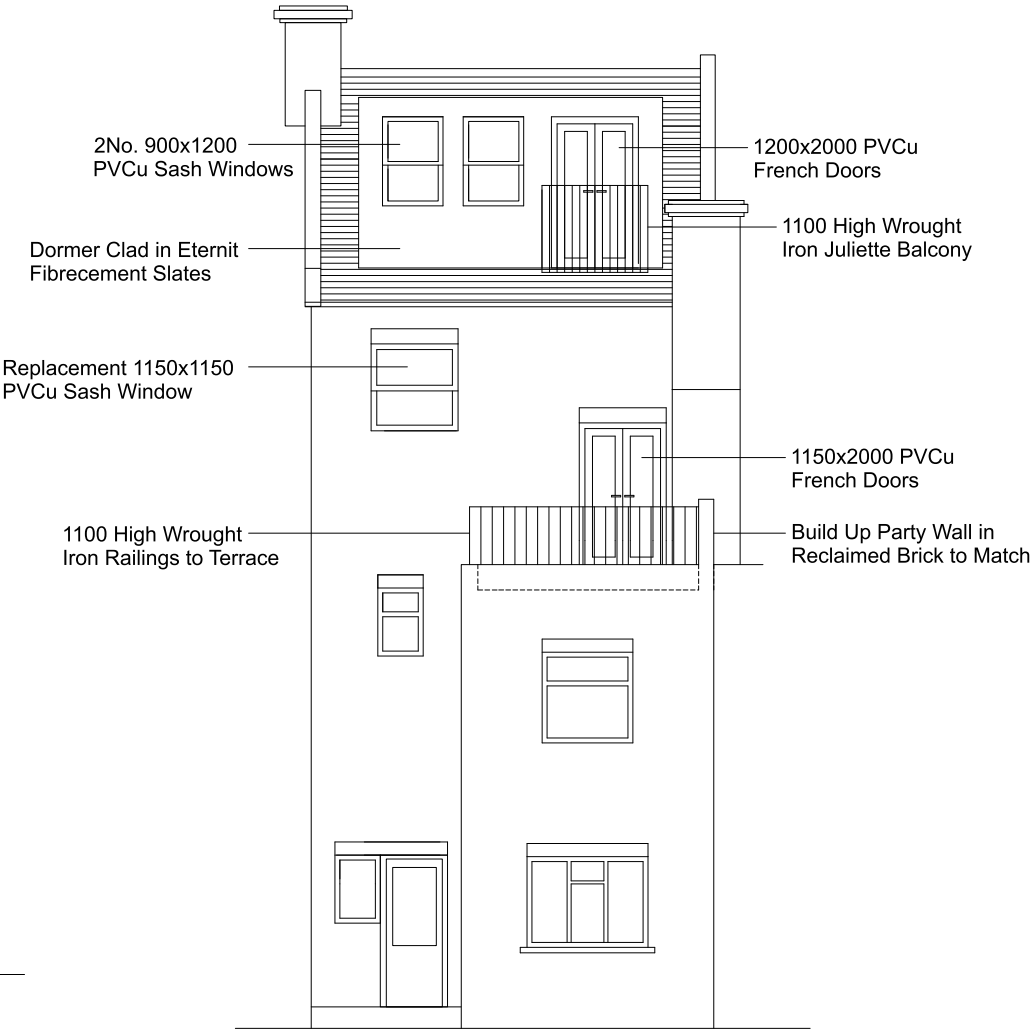 2No. 900x1200
PVCu Sash Windows
1200x2000 PVCu
French Doors
1100 High Wrought
Iron Juliette Balcony
Dormer Clad in Eternit
Fibrecement Slates
Replacement 1150x1150
PVCu Sash Window
1150x2000 PVCu
French Doors
1100 High Wrought
Iron Railings to Terrace
Build Up Party Wall in
Reclaimed Brick to Match